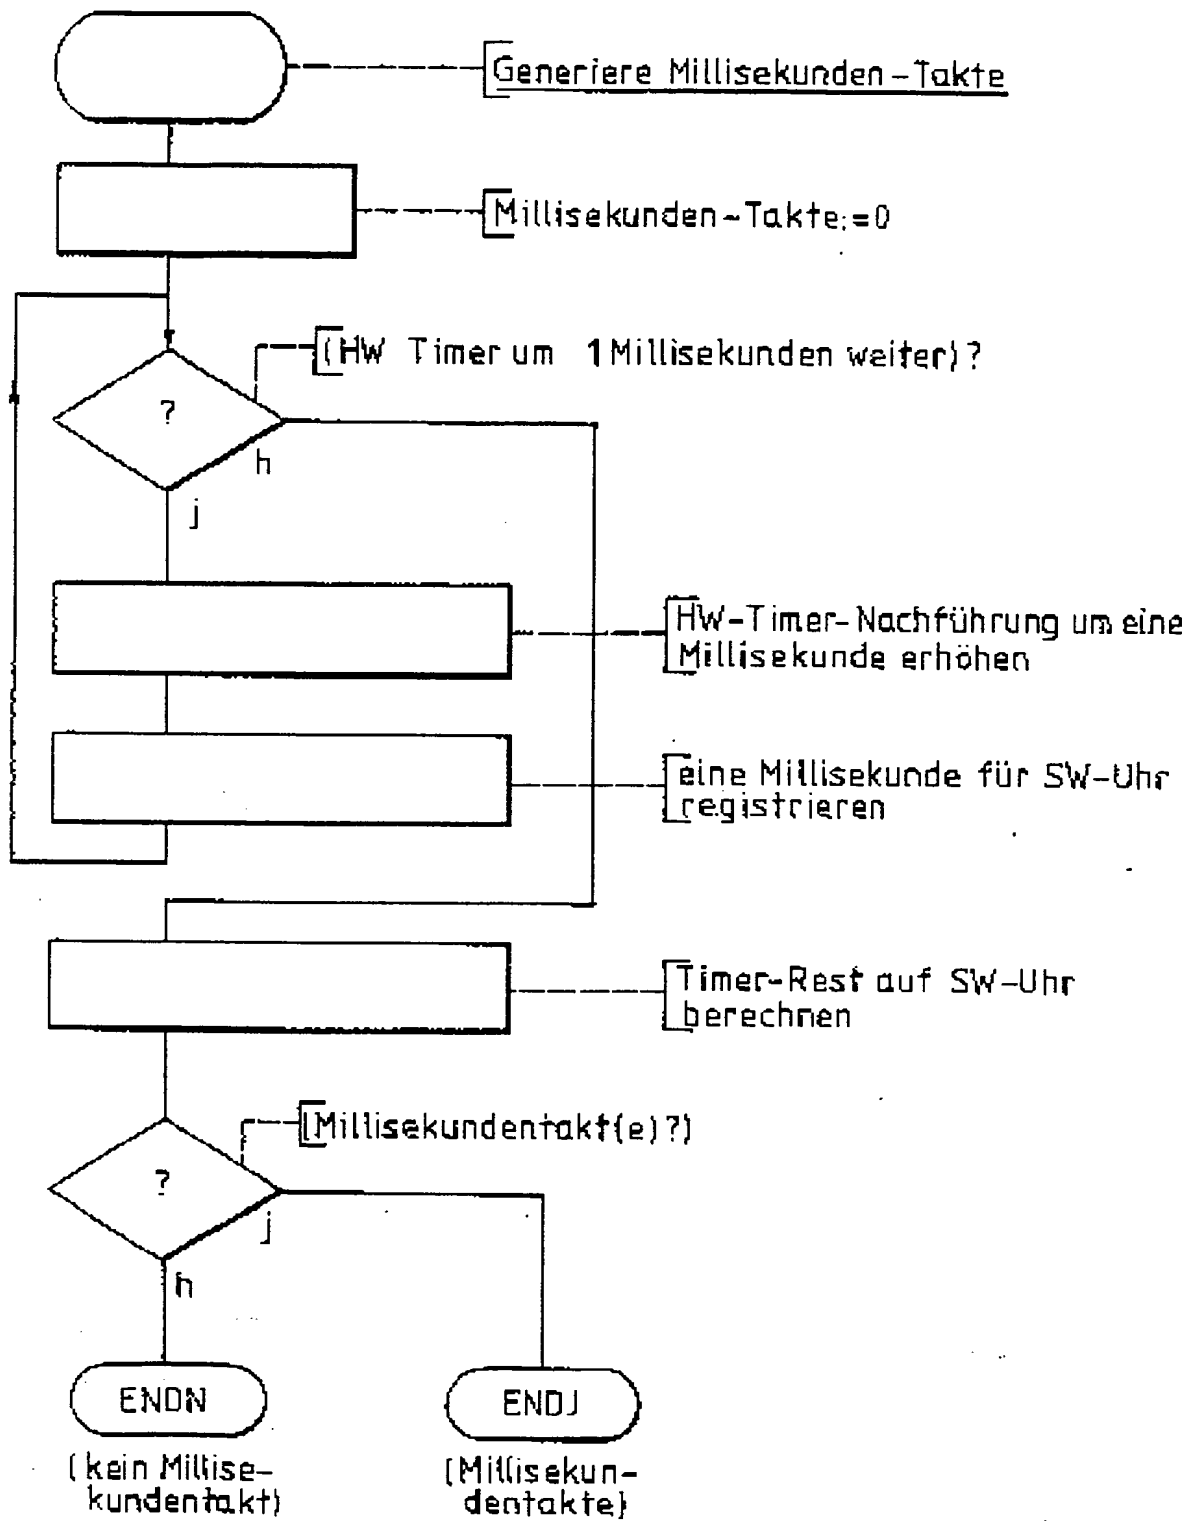 Generiere Millisekunden-Takte
Millisekunden-Takte:=0
(HW Timer um 1 Millisekunden weiter)?
?
h
j
HW-Timer-Nachführung um eine
Millisekunde erhöhen
eine Millisekunde für SW-Uhr
registrieren
Timer-Rest auf SW-Uhr
berechnen
(Millisekundentakt(e)?)
?
j
h
ENDN
ENDJ
(kein Millise-
kundentakt)
(Millisekun-
dentakte)